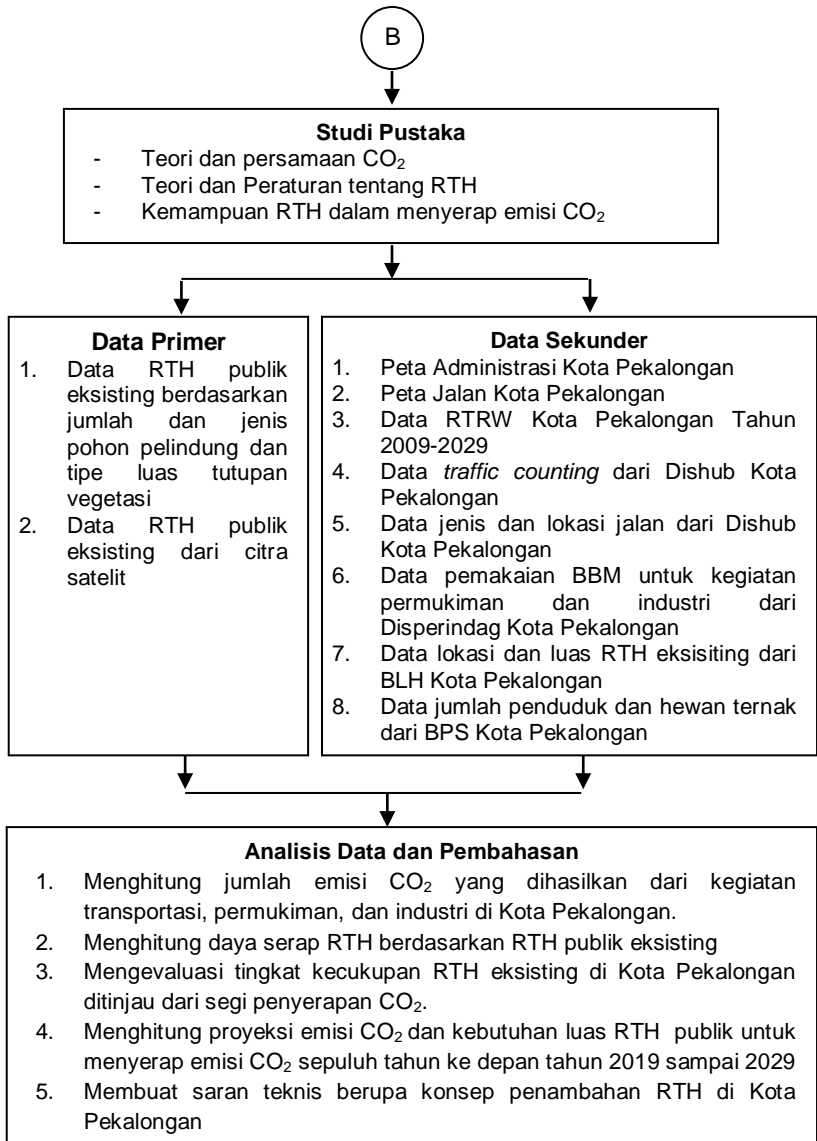 B
Studi Pustaka
- Teori dan persamaan CO₂
- Teori dan Peraturan tentang RTH
- Kemampuan RTH dalam menyerap emisi CO₂
Data Primer
1. Data RTH publik
eksisting berdasarkan
jumlah dan jenis
pohon pelindung dan
tipe luas tutupan
vegetasi
2. Data RTH publik
eksisting dari citra
satelit
Data Sekunder
1. Peta Administrasi Kota Pekalongan
2. Peta Jalan Kota Pekalongan
3. Data RTRW Kota Pekalongan Tahun
2009-2029
4. Data traffic counting dari Dishub Kota
Pekalongan
5. Data jenis dan lokasi jalan dari Dishub
Kota Pekalongan
6. Data pemakaian BBM untuk kegiatan
permukiman dan industri dari
Disperindag Kota Pekalongan
7. Data lokasi dan luas RTH eksisiting dari
BLH Kota Pekalongan
8. Data jumlah penduduk dan hewan ternak
dari BPS Kota Pekalongan
Analisis Data dan Pembahasan
1. Menghitung jumlah emisi CO₂ yang dihasilkan dari kegiatan
transportasi, permukiman, dan industri di Kota Pekalongan.
2. Menghitung daya serap RTH berdasarkan RTH publik eksisting
3. Mengevaluasi tingkat kecukupan RTH eksisting di Kota Pekalongan
ditinjau dari segi penyerapan CO₂.
4. Menghitung proyeksi emisi CO₂ dan kebutuhan luas RTH publik untuk
menyerap emisi CO₂ sepuluh tahun ke depan tahun 2019 sampai 2029
5. Membuat saran teknis berupa konsep penambahan RTH di Kota
Pekalongan